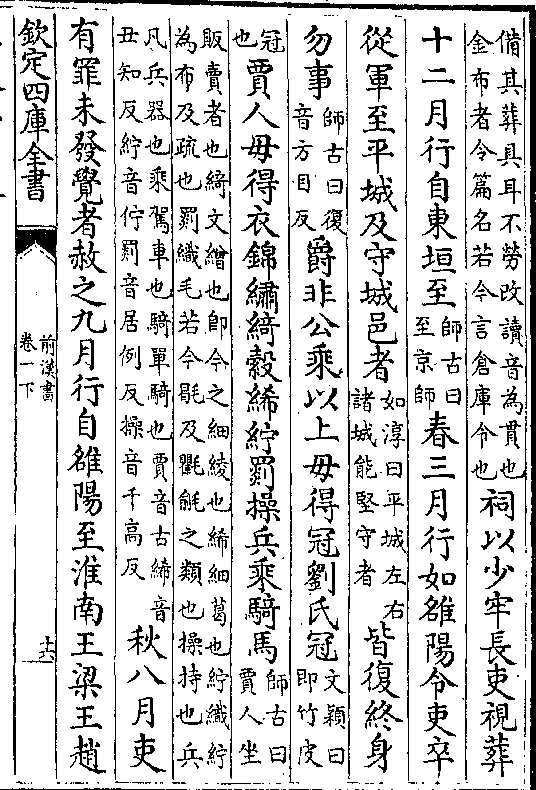 備其葬具耳不勞改讀音為貫也
金布者令篇名若今言倉庫令也
祠以少牢長吏視葬
十二月行自東垣至
師古曰
至京師
春三月行如雒陽令吏卒
從軍至平城及守城邑者
如淳曰平城左右
諸城能堅守者
皆復終身
勿事
師古曰復
音方目反
爵非公乘以上毋得冠劉氏冠
文穎曰
即竹皮
冠
也
賈人毋得衣錦繡綺縠絺紵罽操兵乘騎馬
師古曰
賈人坐
販賣者也綺文繒也即今之細綾也絺細葛也紵織紵
為布及疏也罽織毛若今毼及氍毹之類也操持也兵
凡兵器也乘駕車也騎單騎也賈音古絺音
丑知反紵音佇罽音居例反操音千高反
秋八月吏
有罪未發覺者赦之九月行自雒陽至淮南王梁王趙
欽定四庫全書
前漢書
卷一下
十六